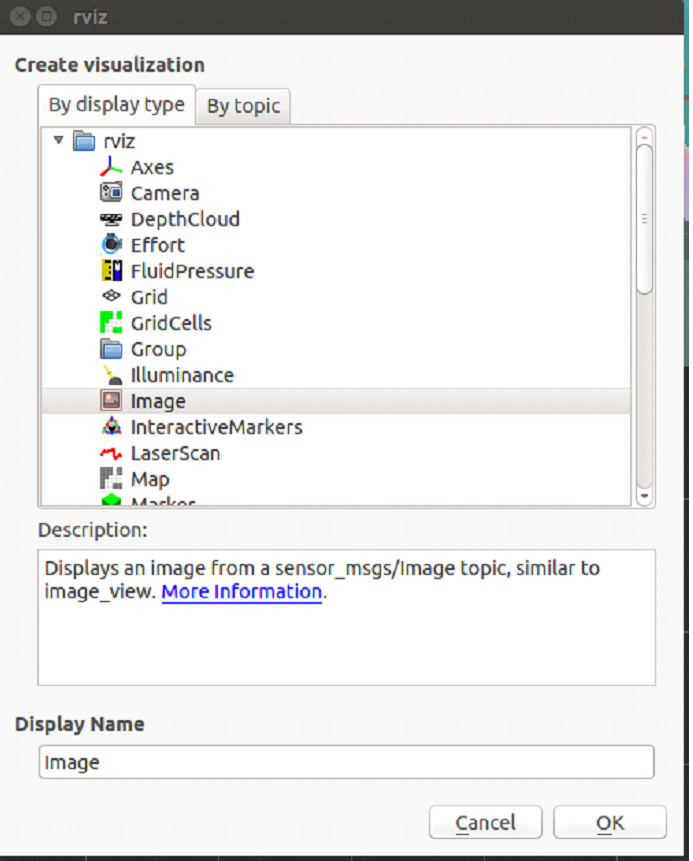 rviz
Create visualization
By display type
By topic
rviz
Axes
Camera
DepthCloud
Effort
FluidPressure
Grid
GridCells
Group
Illuminance
Image
InteractiveMarkers
LaserScan
Map
Marker
Description:
Displays an image from a sensor_msgs/Image topic, similar to
image_view. More Information.
Display Name
Image
Cancel
OK